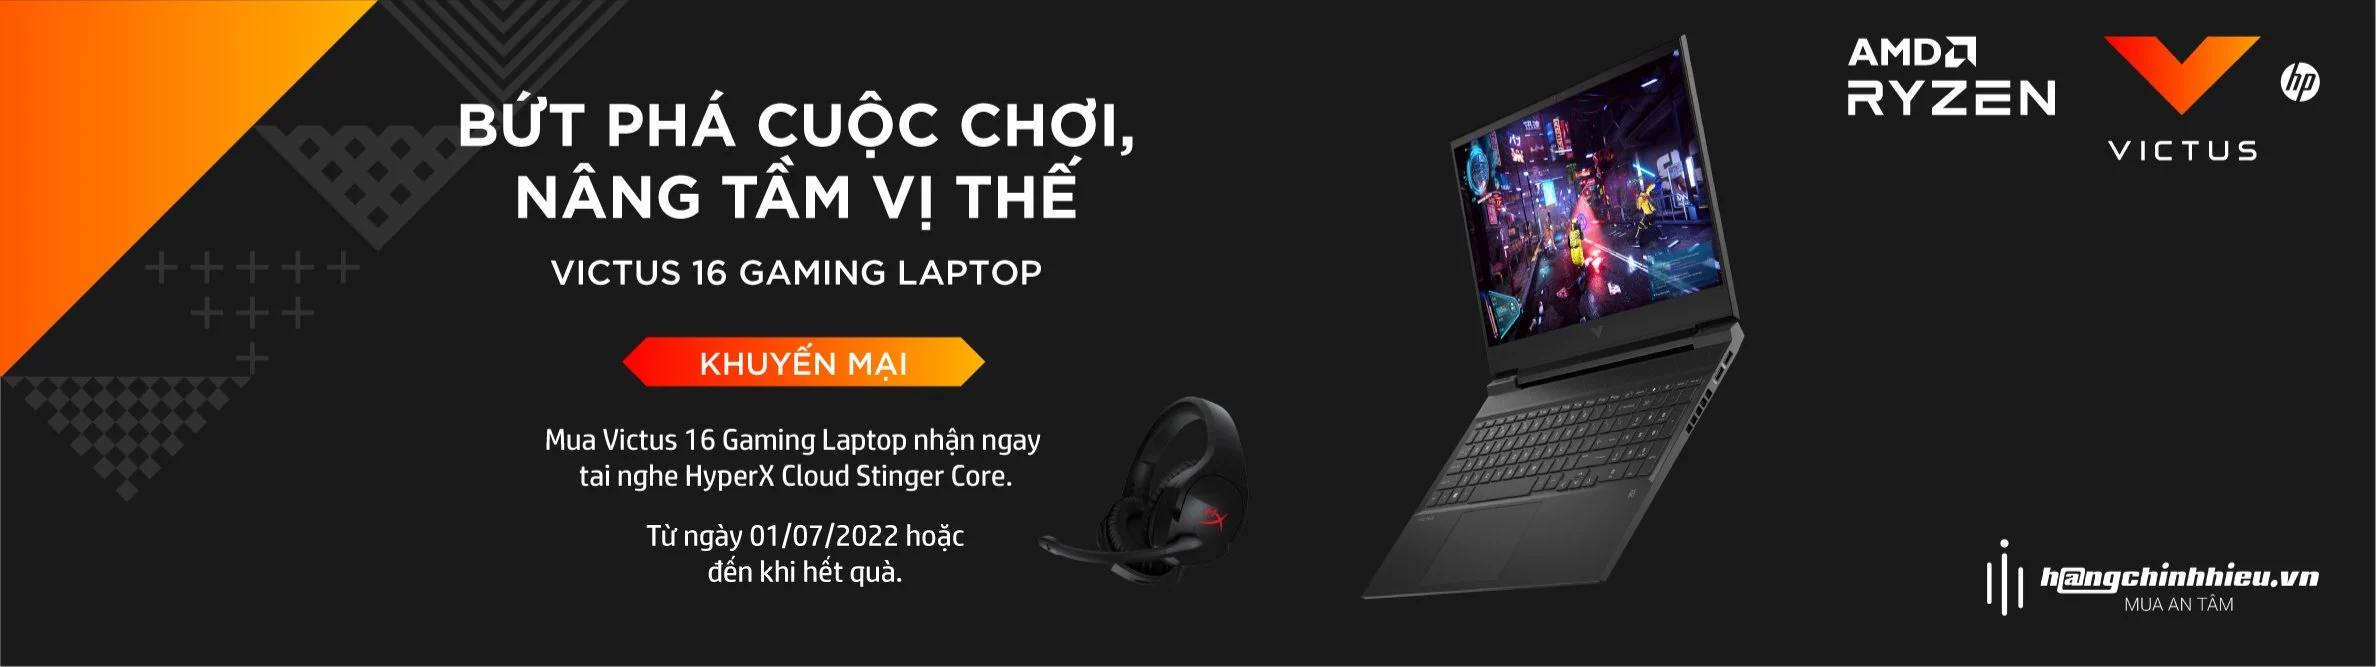 BỨT PHÁ CUỘC CHƠI,
NÂNG TẦM VỊ THẾ
VICTUS 16 GAMING LAPTOP
KHUYẾN MẠI
Mua Victus 16 Gaming Laptop nhận ngay
tai nghe HyperX Cloud Stinger Core.
Từ ngày 01/07/2022 hoặc
đến khi hết quà.
AMD
RYZEN
VICTUS
hp
h@ngchinhhieu.vn
MUA AN TÂM